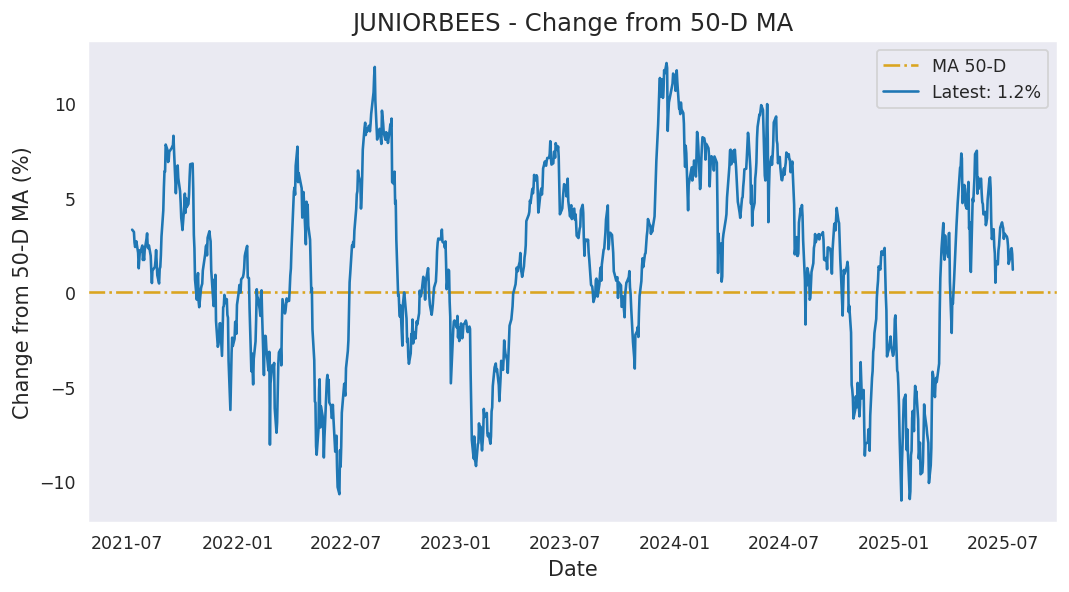 JUNIORBEES - Change from 50-D MA
MA 50-D
Latest: 1.2%
Change from 50-D MA (%)
10
5
0
−5
−10
2021-07 2022-01 2022-07 2023-01 2023-07 2024-01 2024-07 2025-01 2025-07
Date